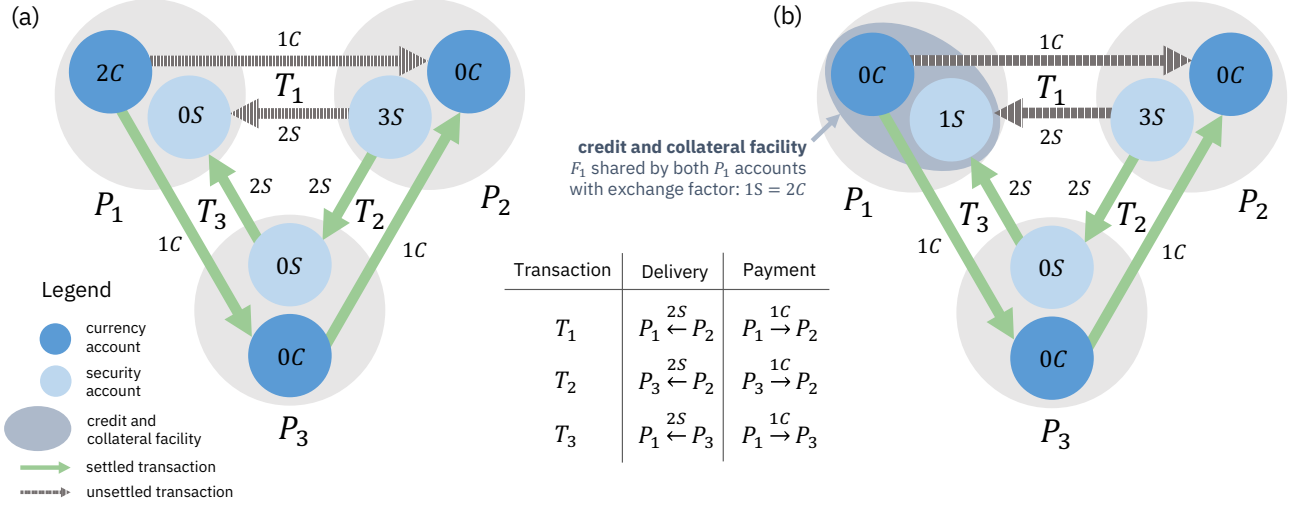 (a)
1C
2C
0C
T₁
0S
3S
2S
P₁
2S
2S
P₂
T₃
T₂
1C
1C
0S
0C
P₃
Legend
currency
account
security
account
credit and
collateral facility
settled transaction
unsettled transaction
credit and collateral facility
F₁ shared by both P₁ accounts
with exchange factor: 1S = 2C
Transaction Delivery Payment
T₁ P₁ ←2S P₂ P₁ →1C P₂
T₂ P₃ ←2S P₂ P₃ →1C P₂
T₃ P₁ ←2S P₃ P₁ →1C P₃
(b)
1C
0C
0C
T₁
1S
3S
2S
P₁
2S
2S
P₂
T₃
T₂
1C
1C
0S
0C
P₃